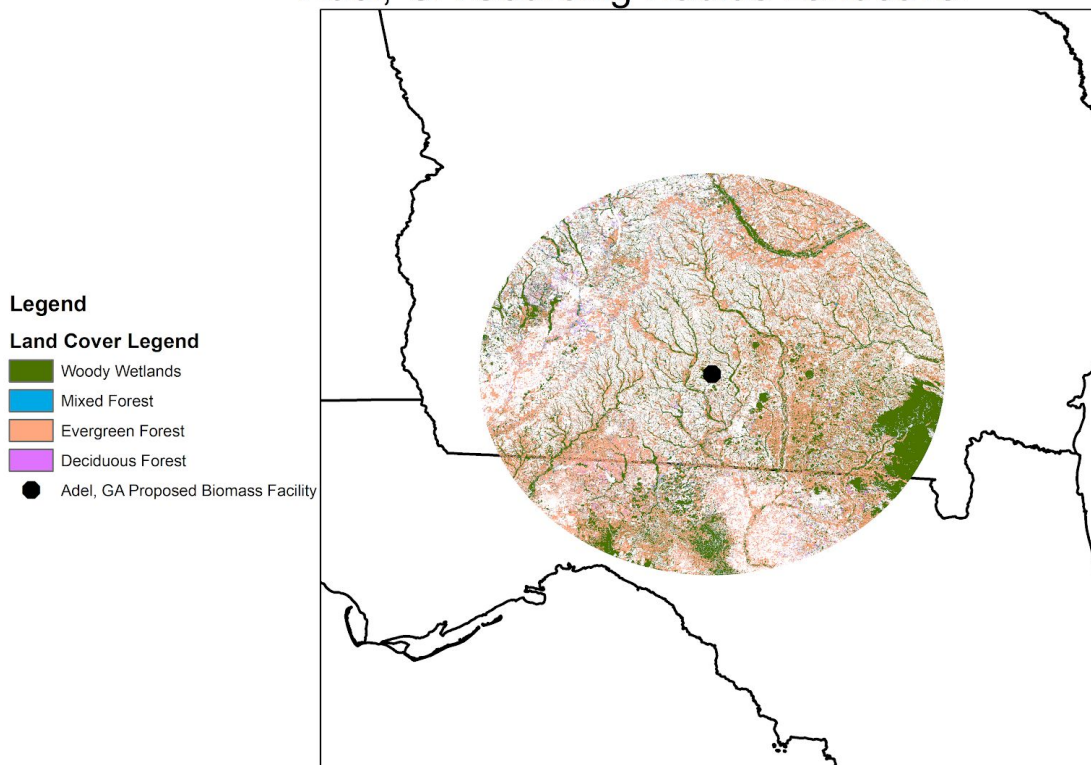 Legend
Land Cover Legend
Woody Wetlands
Mixed Forest
Evergreen Forest
Deciduous Forest
Adel, GA Proposed Biomass Facility